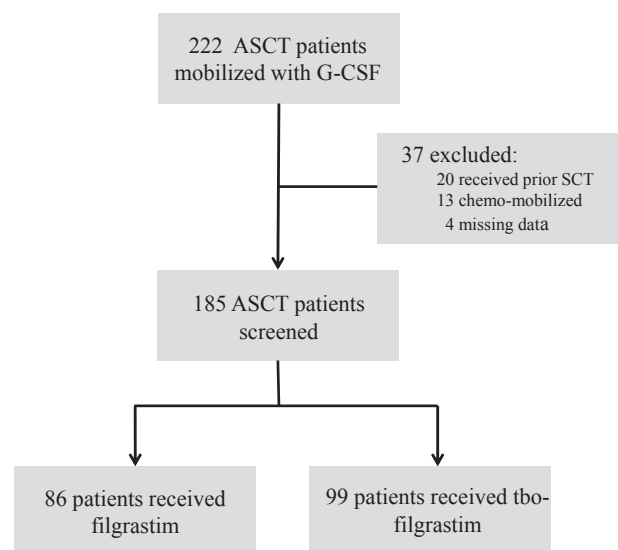 222 ASCT patients
mobilized with G-CSF
37 excluded:
20 received prior SCT
13 chemo-mobilized
4 missing data
185 ASCT patients
screened
86 patients received
filgrastim
99 patients received tbo-
filgrastim